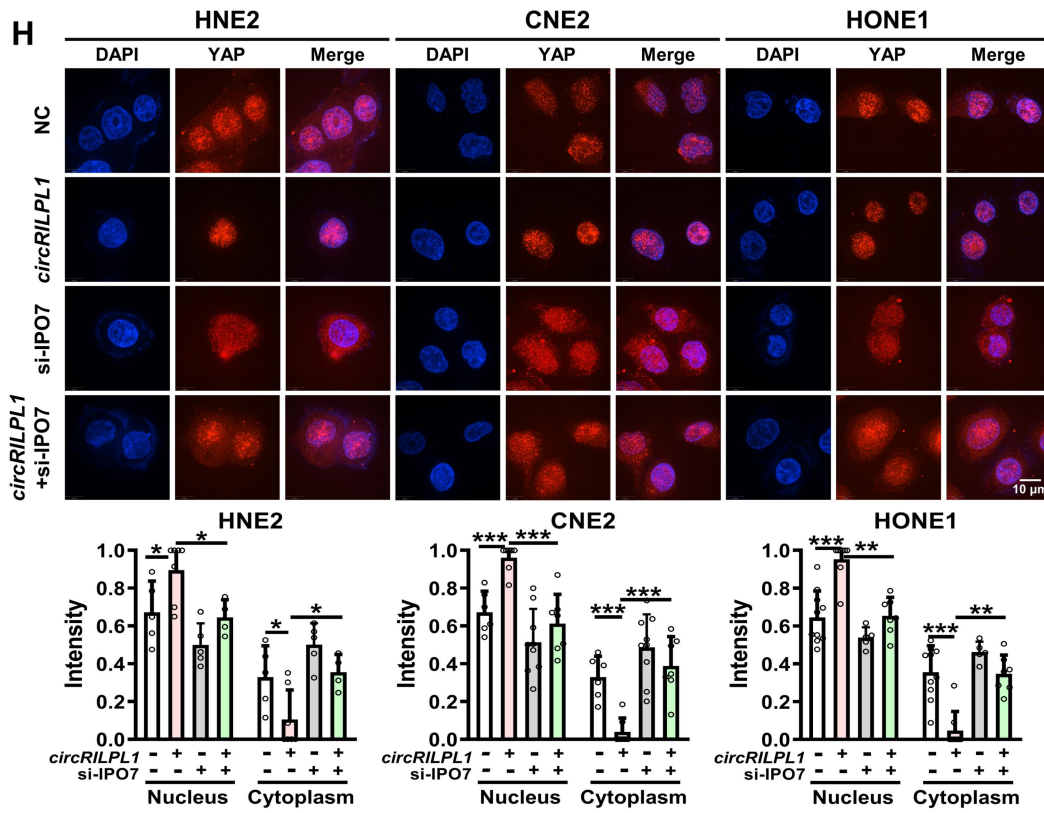 H
HNE2 CNE2 HONE1
DAPI YAP Merge DAPI YAP Merge DAPI YAP Merge
NC
circRILPL1
si-IPO7
circRILPL1
+si-IPO7
10 µm
HNE2 CNE2 HONE1
Intensity
1.0
0.8
0.6
0.4
0.2
0.0
* * * *
circRILPL1 - + - + - + - +
si-IPO7 - - + + - - + +
Nucleus Cytoplasm
Intensity
1.0
0.8
0.6
0.4
0.2
0.0
*** *** *** ***
- + - + - + - +
- - + + - - + +
Nucleus Cytoplasm
Intensity
1.0
0.8
0.6
0.4
0.2
0.0
*** ** *** **
circRILPL1 - + - + - + - +
si-IPO7 - - + + - - + +
Nucleus Cytoplasm